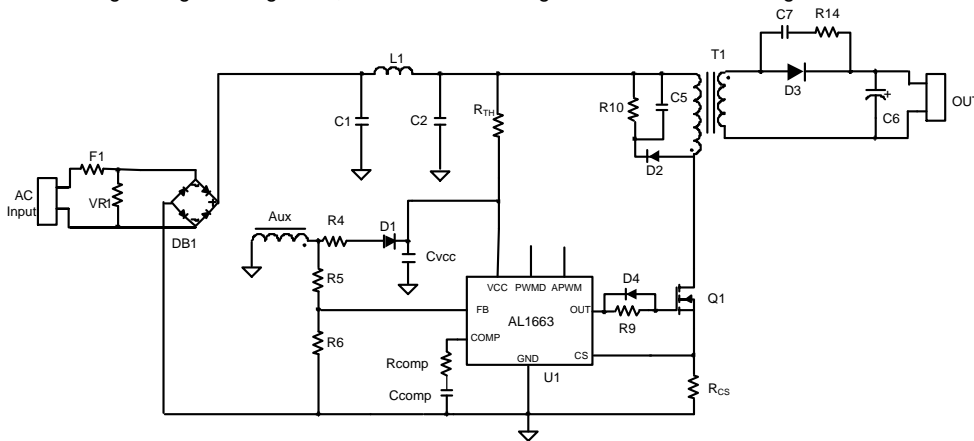 C7
R14
T1
L1
D3
R10
C5
C6
OUT
C1
C2
RTH
D2
F1
AC
Input
VR1
DB1
Aux
R4
D1
Cvcc
R5
VCC PWMD APWM
D4
Q1
FB
OUT
AL1663
R9
COMP
R6
Rcomp
GND
CS
U1
Ccomp
RCS